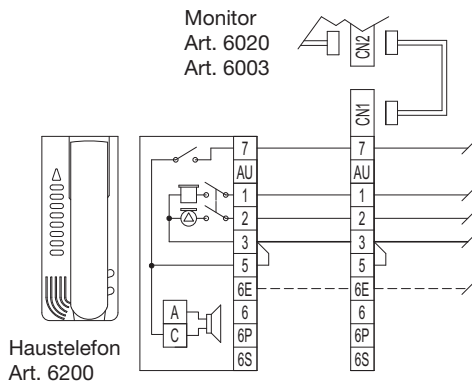 Monitor
Art. 6020
Art. 6003
CN2
CN1
7
AU
1
2
3
5
6E
6
6P
6S
7
AU
1
2
3
5
6E
6
6P
6S
A
C
Haustelefon
Art. 6200